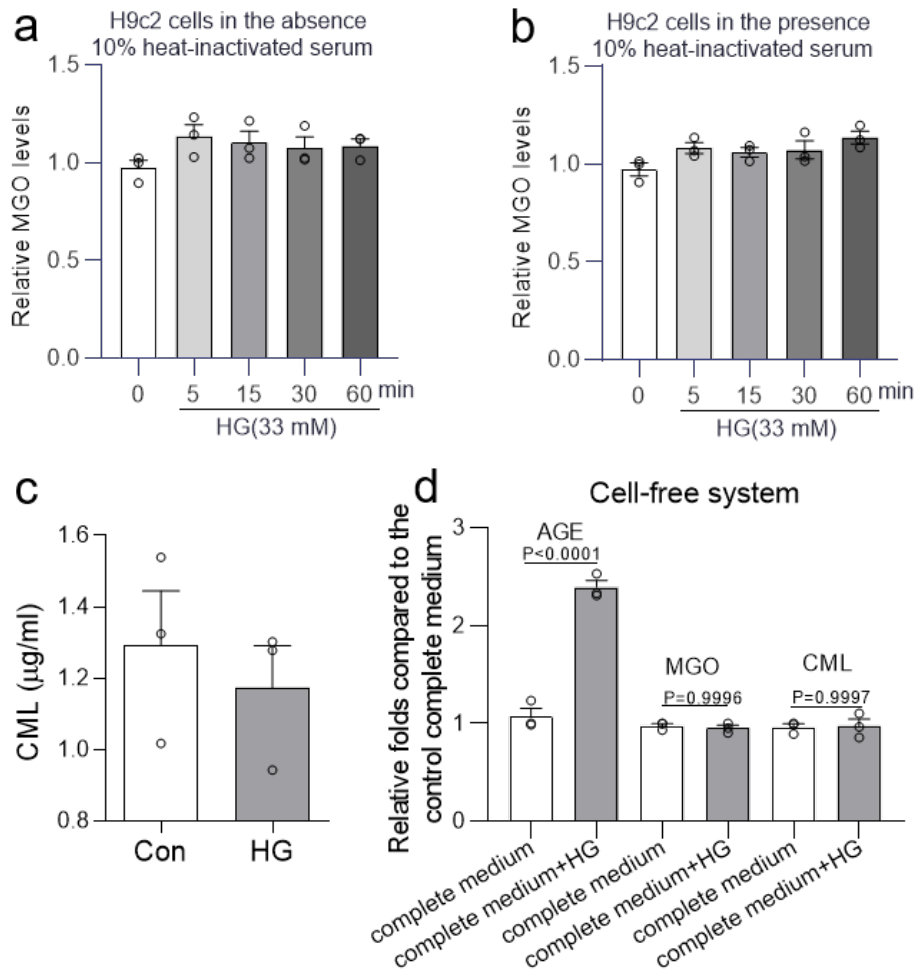 a
H9c2 cells in the absence
10% heat-inactivated serum
Relative MGO levels
1.5
1.0
0.5
0.0
0 5 15 30 60 min
HG(33 mM)
b
H9c2 cells in the presence
10% heat-inactivated serum
Relative MGO levels
1.5
1.0
0.5
0.0
0 5 15 30 60 min
HG(33 mM)
c
CML (µg/ml)
1.6
1.4
1.2
1.0
0.8
Con HG
d
Cell-free system
Relative folds compared to the
control complete medium
3
2
1
0
AGE
P<0.0001
MGO
P=0.9996
CML
P=0.9997
complete medium
complete medium+HG
complete medium
complete medium+HG
complete medium
complete medium+HG